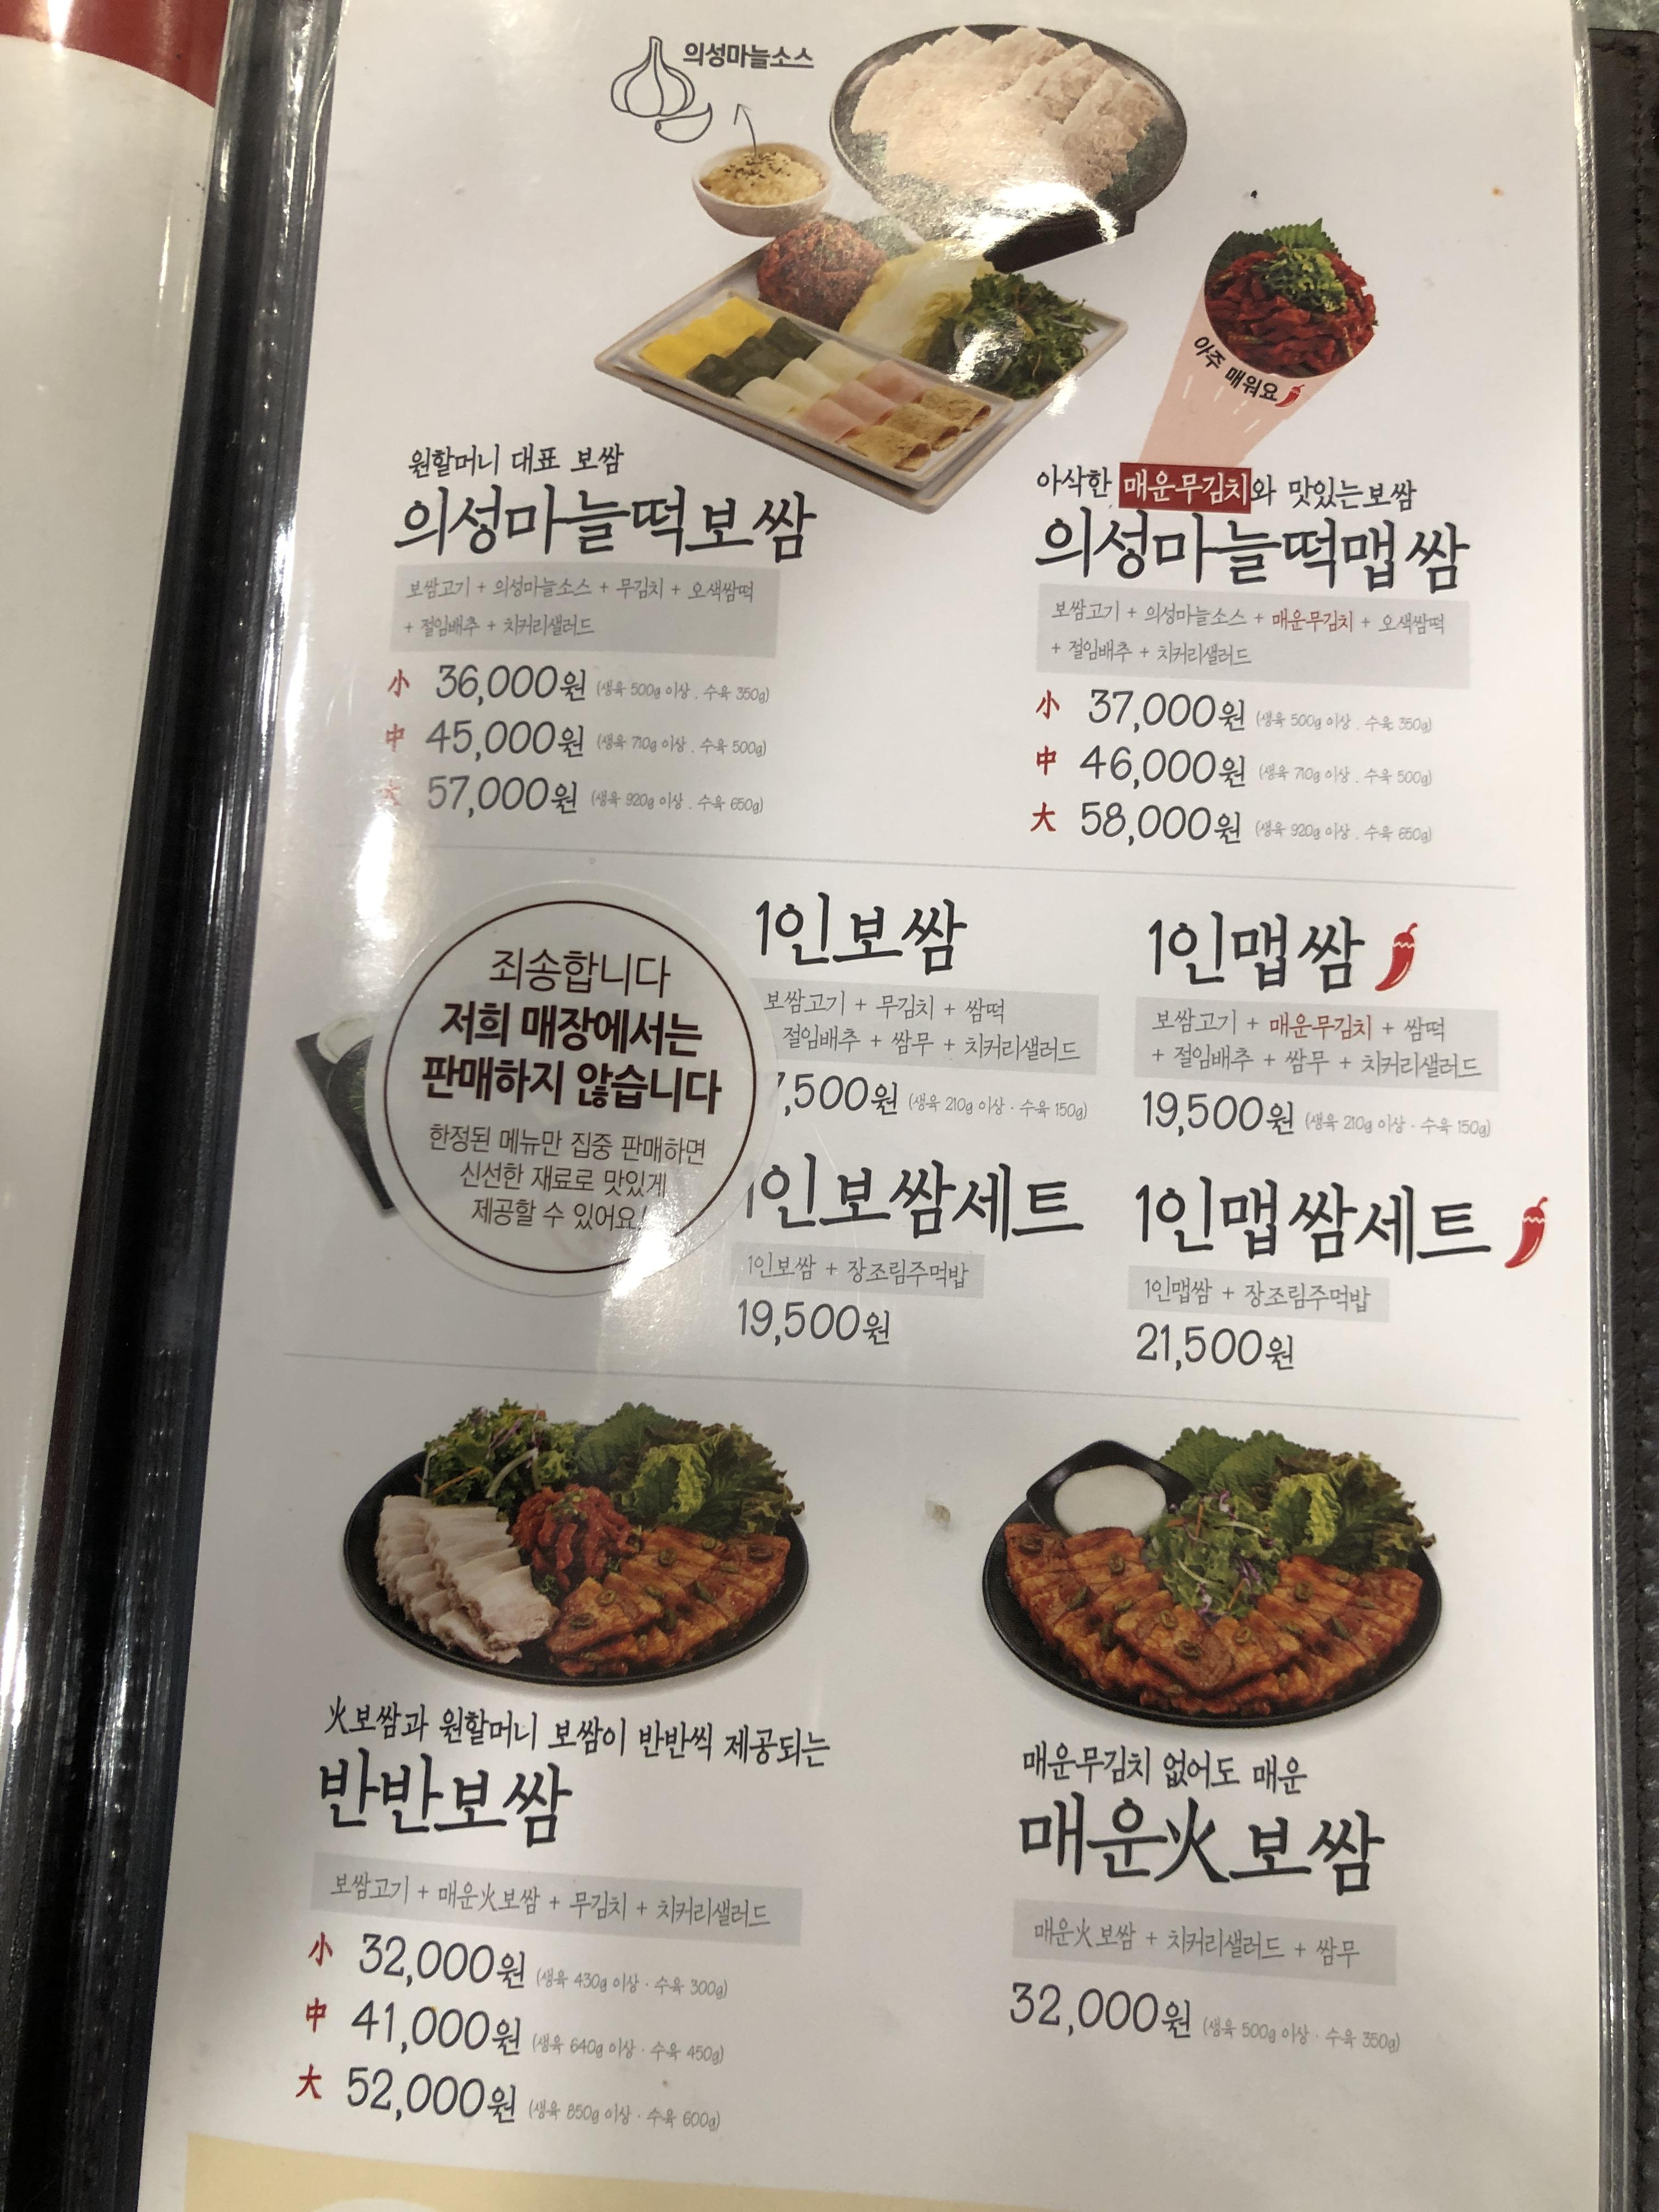 의성마늘소스
아주 매워요
원할머니 대표 보쌈
의성마늘떡보쌈
보쌈고기 + 의성마늘소스 + 무김치 + 오색쌈떡
+ 절임배추 + 치커리샐러드
小 36,000원 (생육 500g 이상 . 수육 350g)
中 45,000원 (생육 710g 이상 . 수육 500g)
大 57,000원 (생육 920g 이상 . 수육 650g)
아삭한 매운무김치와 맛있는보쌈
의성마늘떡맵쌈
보쌈고기 + 의성마늘소스 + 매운무김치 + 오색쌈떡
+ 절임배추 + 치커리샐러드
小 37,000원 (생육 500g 이상 . 수육 350g)
中 46,000원 (생육 710g 이상 . 수육 500g)
大 58,000원 (생육 920g 이상 . 수육 650g)
죄송합니다
저희 매장에서는
판매하지 않습니다
한정된 메뉴만 집중 판매하면
신선한 재료로 맛있게
제공할 수 있어요!
1인보쌈
보쌈고기 + 무김치 + 쌈떡
절임배추 + 쌈무 + 치커리샐러드
7,500원 (생육 210g 이상 · 수육 150g)
1인맵쌈
보쌈고기 + 매운무김치 + 쌈떡
+ 절임배추 + 쌈무 + 치커리샐러드
19,500원 (생육 210g 이상 · 수육 150g)
1인보쌈세트
1인보쌈 + 장조림주먹밥
19,500원
1인맵쌈세트
1인맵쌈 + 장조림주먹밥
21,500원
火보쌈과 원할머니 보쌈이 반반씩 제공되는
반반보쌈
보쌈고기 + 매운火보쌈 + 무김치 + 치커리샐러드
小 32,000원 (생육 430g 이상 · 수육 300g)
中 41,000원 (생육 640g 이상 · 수육 450g)
大 52,000원 (생육 850g 이상 · 수육 600g)
매운무김치 없어도 매운
매운火보쌈
매운火보쌈 + 치커리샐러드 + 쌈무
32,000원 (생육 500g 이상 · 수육 350g)